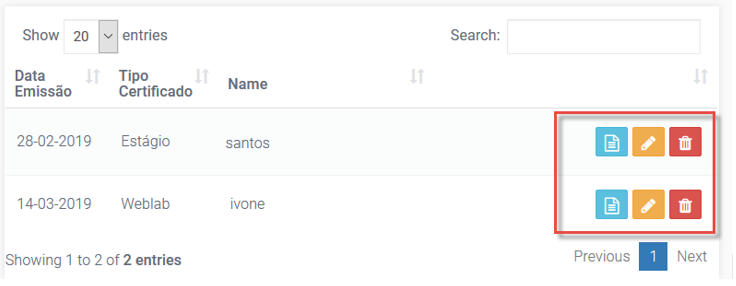 Show 20 entries Search:
Data Emissão Tipo Certificado Name
28-02-2019 Estágio santos
14-03-2019 Weblab ivone
Showing 1 to 2 of 2 entries Previous 1 Next